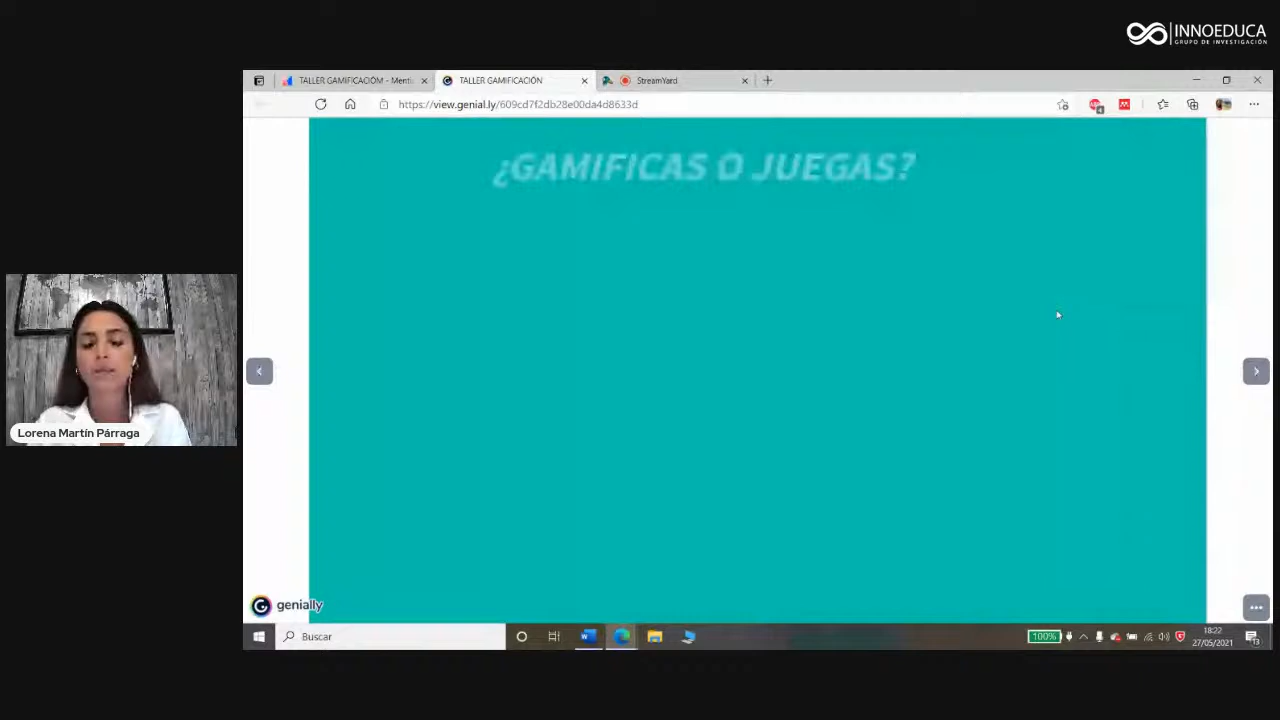 INNOEDUCA
GRUPO DE INVESTIGACIÓN
TALLER GAMIFICACIÓM - Menti
TALLER GAMIFICACIÓN
StreamYard
https://view.genial.ly/609cd7f2db28e00da4d8633d
¿GAMIFICAS O JUEGAS?
Lorena Martín Párraga
genially
Buscar
100%
18:22
27/05/2021